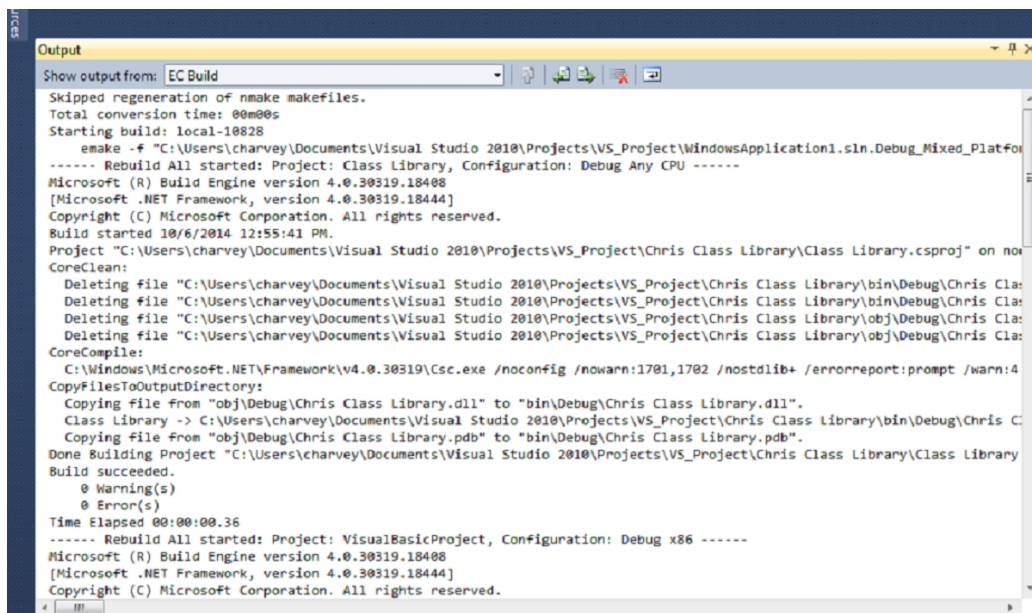 urces
Output
Show output from: EC Build
Skipped regeneration of nmake makefiles.
Total conversion time: 00m00s
Starting build: local-10828
emake -f "C:\Users\charvey\Documents\Visual Studio 2010\Projects\VS_Project\WindowsApplication1.sln.Debug_Mixed_Platfo
------ Rebuild All started: Project: Class Library, Configuration: Debug Any CPU ------
Microsoft (R) Build Engine version 4.0.30319.18408
[Microsoft .NET Framework, version 4.0.30319.18444]
Copyright (C) Microsoft Corporation. All rights reserved.
Build started 10/6/2014 12:55:41 PM.
Project "C:\Users\charvey\Documents\Visual Studio 2010\Projects\VS_Project\Chris Class Library\Class Library.csproj" on no
CoreClean:
Deleting file "C:\Users\charvey\Documents\Visual Studio 2010\Projects\VS_Project\Chris Class Library\bin\Debug\Chris Cla
Deleting file "C:\Users\charvey\Documents\Visual Studio 2010\Projects\VS_Project\Chris Class Library\bin\Debug\Chris Cla
Deleting file "C:\Users\charvey\Documents\Visual Studio 2010\Projects\VS_Project\Chris Class Library\obj\Debug\Chris Cla
Deleting file "C:\Users\charvey\Documents\Visual Studio 2010\Projects\VS_Project\Chris Class Library\obj\Debug\Chris Cla
CoreCompile:
C:\Windows\Microsoft.NET\Framework\v4.0.30319\Csc.exe /noconfig /nowarn:1701,1702 /nostdlib+ /errorreport:prompt /warn:4
CopyFilesToOutputDirectory:
Copying file from "obj\Debug\Chris Class Library.dll" to "bin\Debug\Chris Class Library.dll".
Class Library -> C:\Users\charvey\Documents\Visual Studio 2010\Projects\VS_Project\Chris Class Library\bin\Debug\Chris C
Copying file from "obj\Debug\Chris Class Library.pdb" to "bin\Debug\Chris Class Library.pdb".
Done Building Project "C:\Users\charvey\Documents\Visual Studio 2010\Projects\VS_Project\Chris Class Library\Class Library
Build succeeded.
0 Warning(s)
0 Error(s)
Time Elapsed 00:00:00.36
------ Rebuild All started: Project: VisualBasicProject, Configuration: Debug x86 ------
Microsoft (R) Build Engine version 4.0.30319.18408
[Microsoft .NET Framework, version 4.0.30319.18444]
Copyright (C) Microsoft Corporation. All rights reserved.